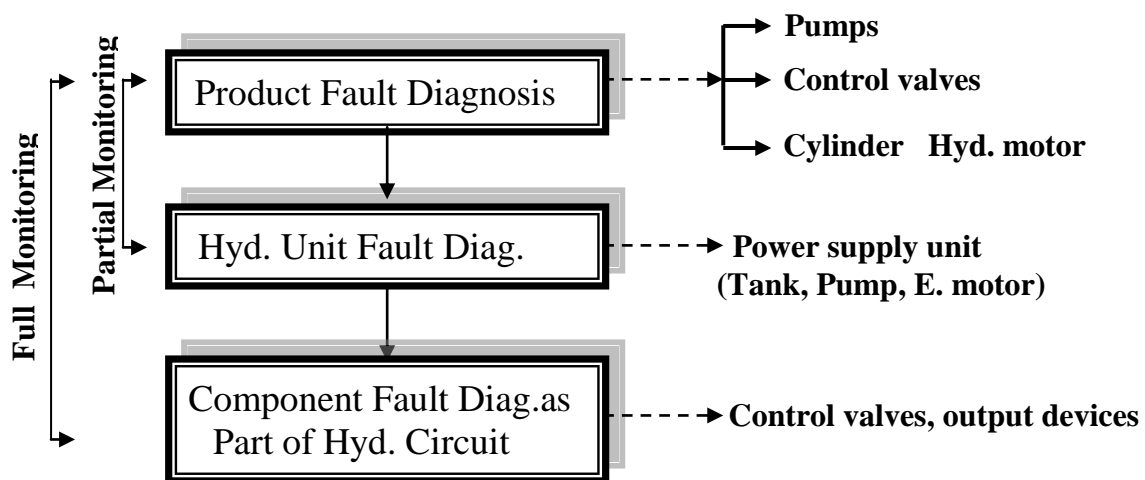 Full Monitoring
Partial Monitoring
Product Fault Diagnosis
Pumps
Control valves
Cylinder Hyd. motor
Hyd. Unit Fault Diag.
Power supply unit
(Tank, Pump, E. motor)
Component Fault Diag.as
Part of Hyd. Circuit
Control valves, output devices